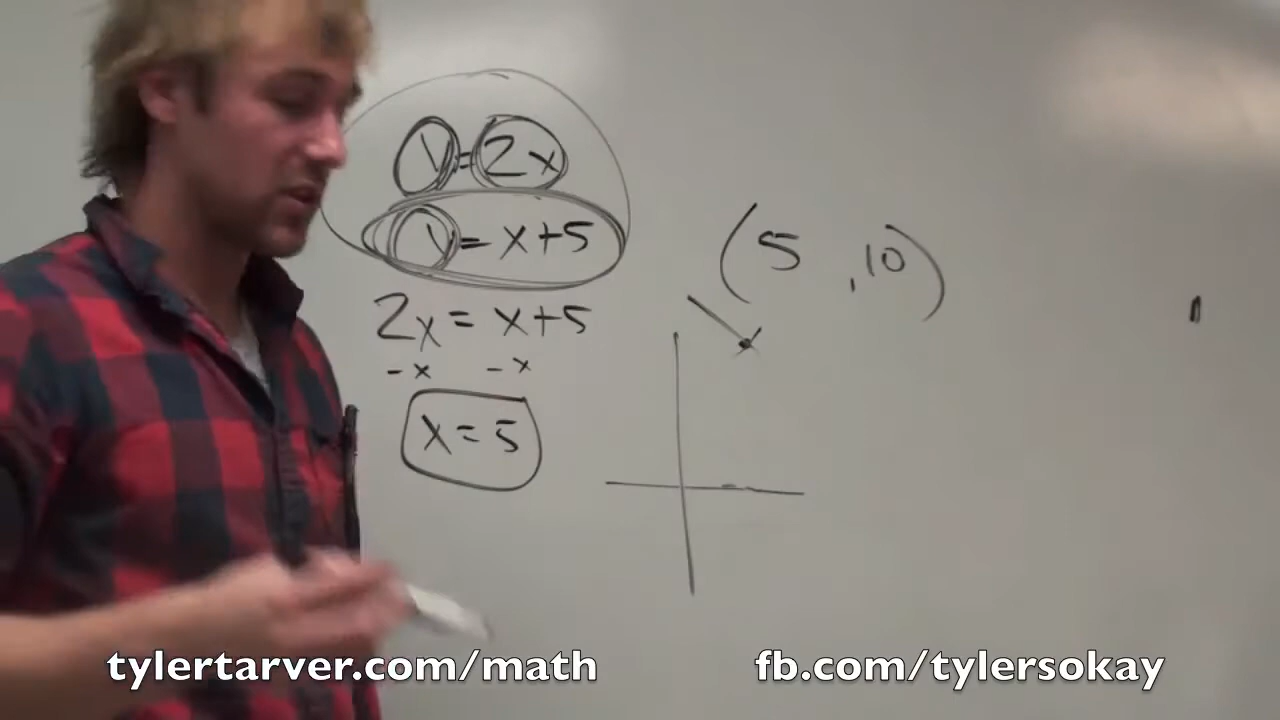 y=2x
y=x+5
2x=x+5
-x -x
x=5
(5 ,10)
tylertarver.com/math
fb.com/tylersokay